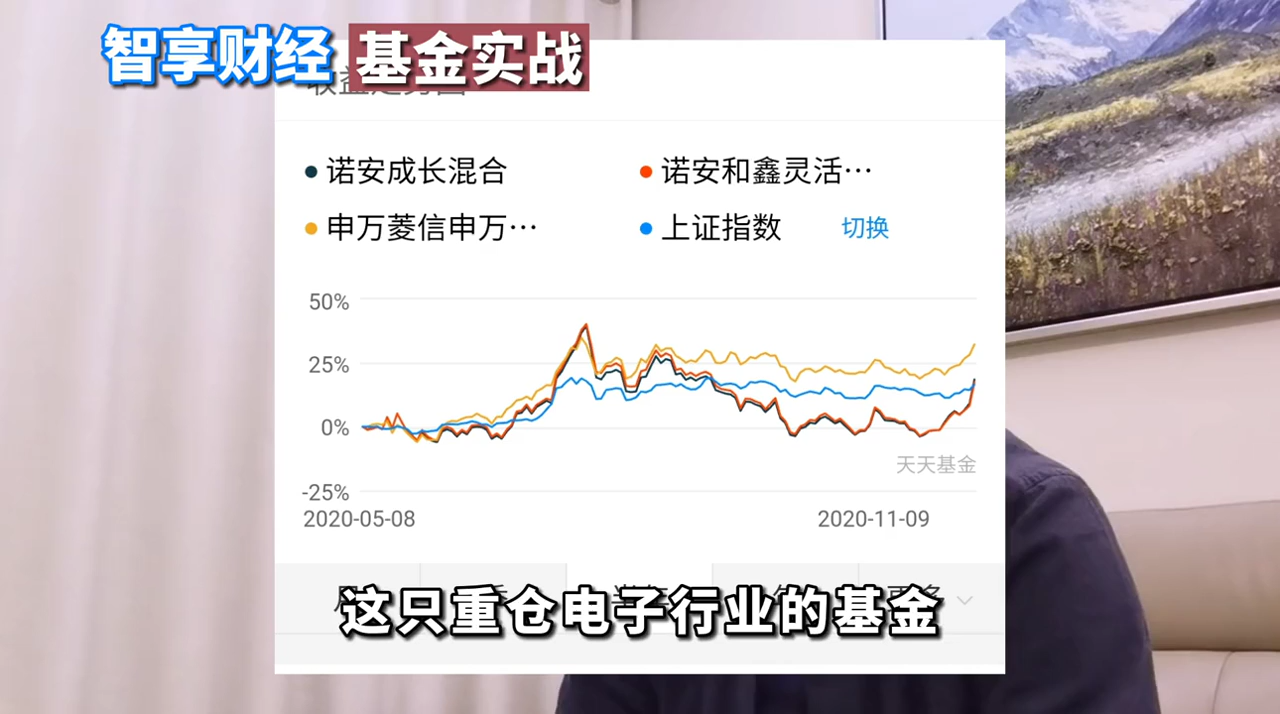 智享财经 基金实战
诺安成长混合 诺安和鑫灵活…
申万菱信申万… 上证指数 切换
50%
25%
0%
天天基金
-25%
2020-05-08 2020-11-09
这只重仓电子行业的基金